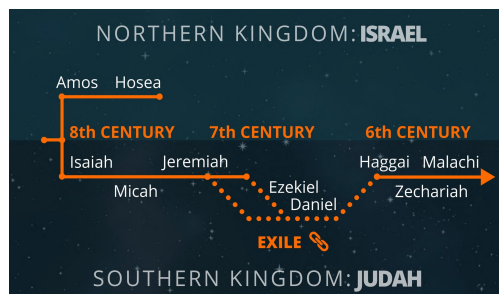 NORTHERN KINGDOM: ISRAEL
Amos Hosea
8th CENTURY 7th CENTURY 6th CENTURY
Isaiah Jeremiah Haggai Malachi
Micah Ezekiel Zechariah
Daniel
EXILE
SOUTHERN KINGDOM: JUDAH